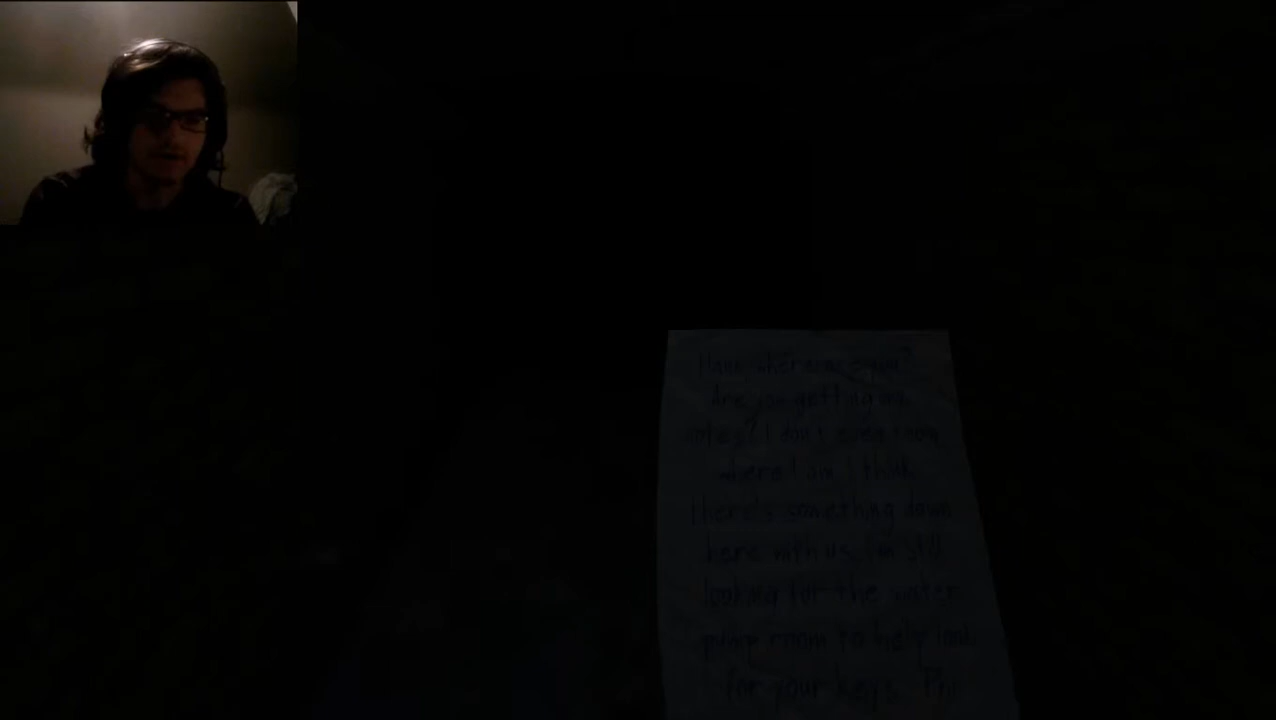 where are you?
Are you getting my
notes? I don't even know
where I am. I think
there's something down
here with us. I'm still
looking for the water
pump room to help look
for your keys.